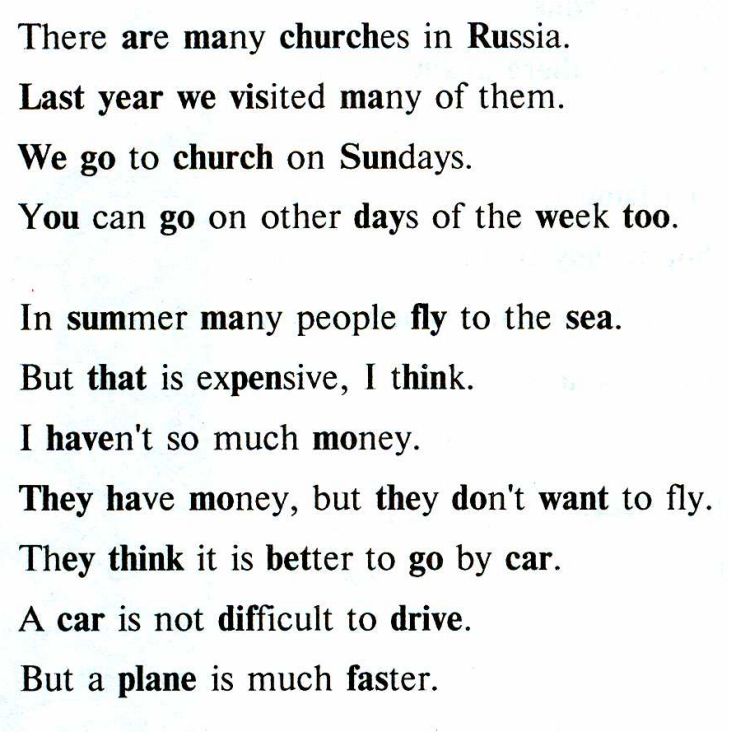 There are many churches in Russia.
Last year we visited many of them.
We go to church on Sundays.
You can go on other days of the week too.
In summer many people fly to the sea.
But that is expensive, I think.
I haven't so much money.
They have money, but they don't want to fly.
They think it is better to go by car.
A car is not difficult to drive.
But a plane is much faster.